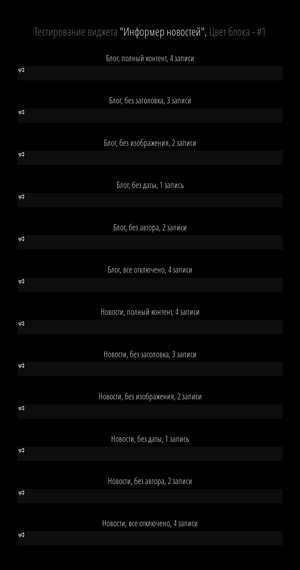 Тестирование виджета "Информер новостей", Цвет блока - #1
Блог, полный контент, 4 записи
Блог, без заголовка, 3 записи
Блог, без изображения, 2 записи
Блог, без даты, 1 запись
Блог, без автора, 2 записи
Блог, все отключено, 4 записи
Новости, полный контент, 4 записи
Новости, без заголовка, 3 записи
Новости, без изображения, 2 записи
Новости, без даты, 1 запись
Новости, без автора, 2 записи
Новости, все отключено, 4 записи